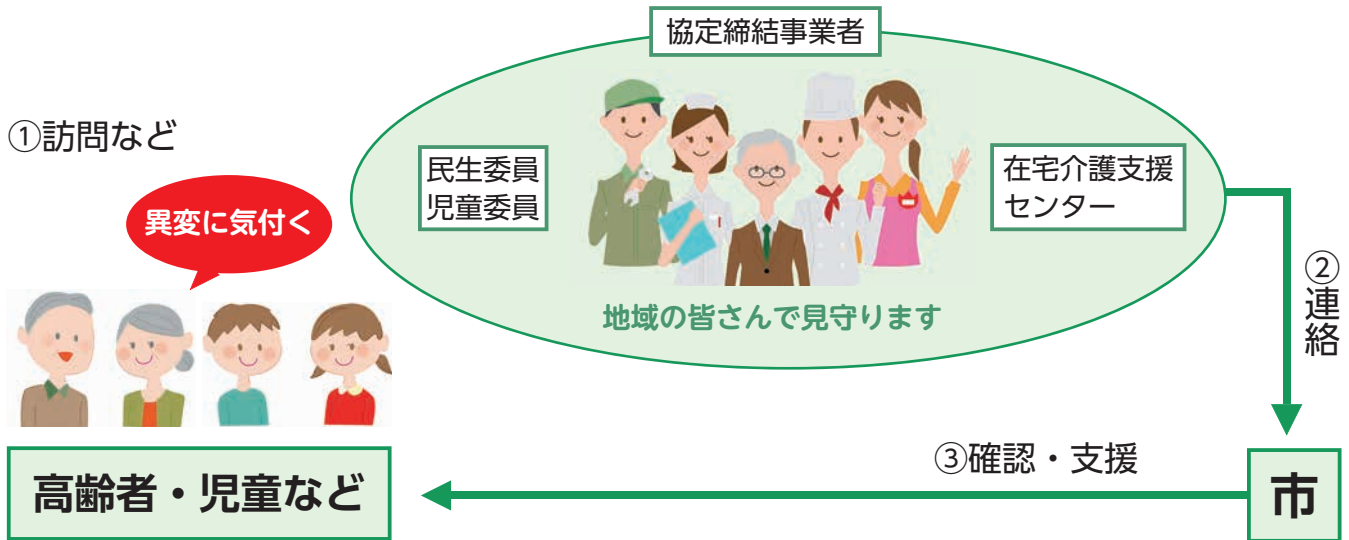 協定締結事業者
①訪問など
民生委員
児童委員
在宅介護支援
センター
異変に気付く
地域の皆さんで見守ります
②連絡
③確認・支援
高齢者・児童など
市